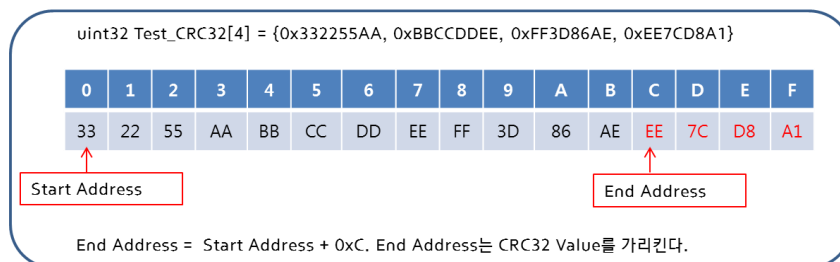 uint32 Test_CRC32[4] = {0x332255AA, 0xBBCCDDEE, 0xFF3D86AE, 0xEE7CD8A1}
0 1 2 3 4 5 6 7 8 9 A B C D E F
33 22 55 AA BB CC DD EE FF 3D 86 AE EE 7C D8 A1
Start Address End Address
End Address = Start Address + 0xC. End Address는 CRC32 Value를 가리킨다.